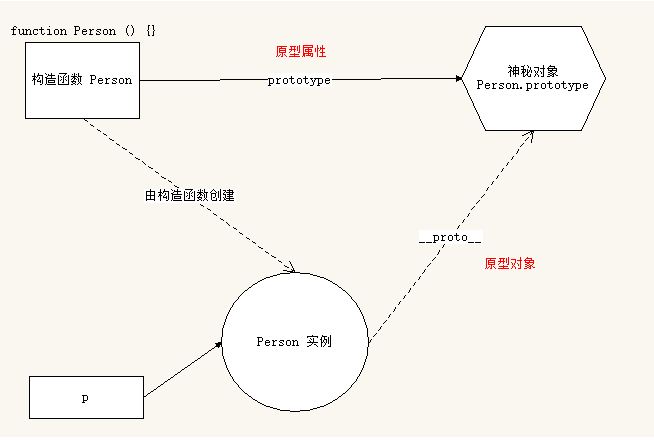 function Person () {}
构造函数 Person
原型属性
prototype
神秘对象
Person.prototype
由构造函数创建
__proto__
原型对象
Person 实例
p